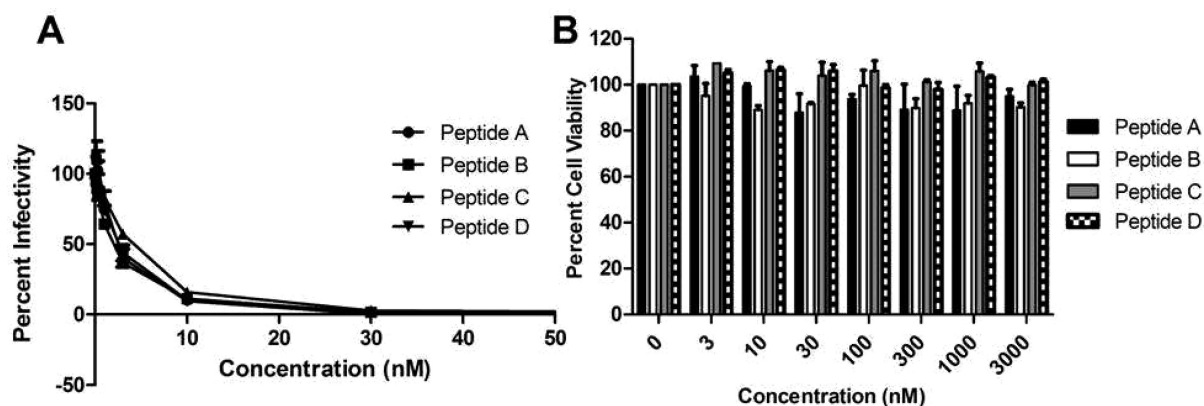 A
Percent Infectivity
150
100
50
0
-50
10
20
30
40
50
Concentration (nM)
Peptide A
Peptide B
Peptide C
Peptide D
B
Percent Cell Viability
120
100
80
60
40
20
0
0
3
10
30
100
300
1000
3000
Concentration (nM)
Peptide A
Peptide B
Peptide C
Peptide D